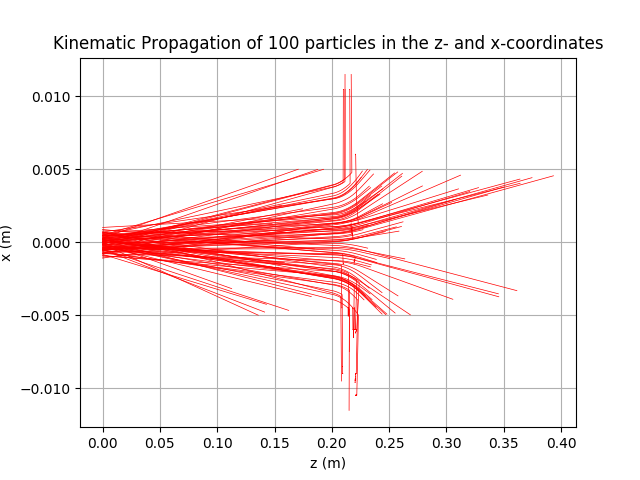 Kinematic Propagation of 100 particles in the z- and x-coordinates
0.010
0.005
0.000
−0.005
−0.010
x (m)
0.00 0.05 0.10 0.15 0.20 0.25 0.30 0.35 0.40
z (m)